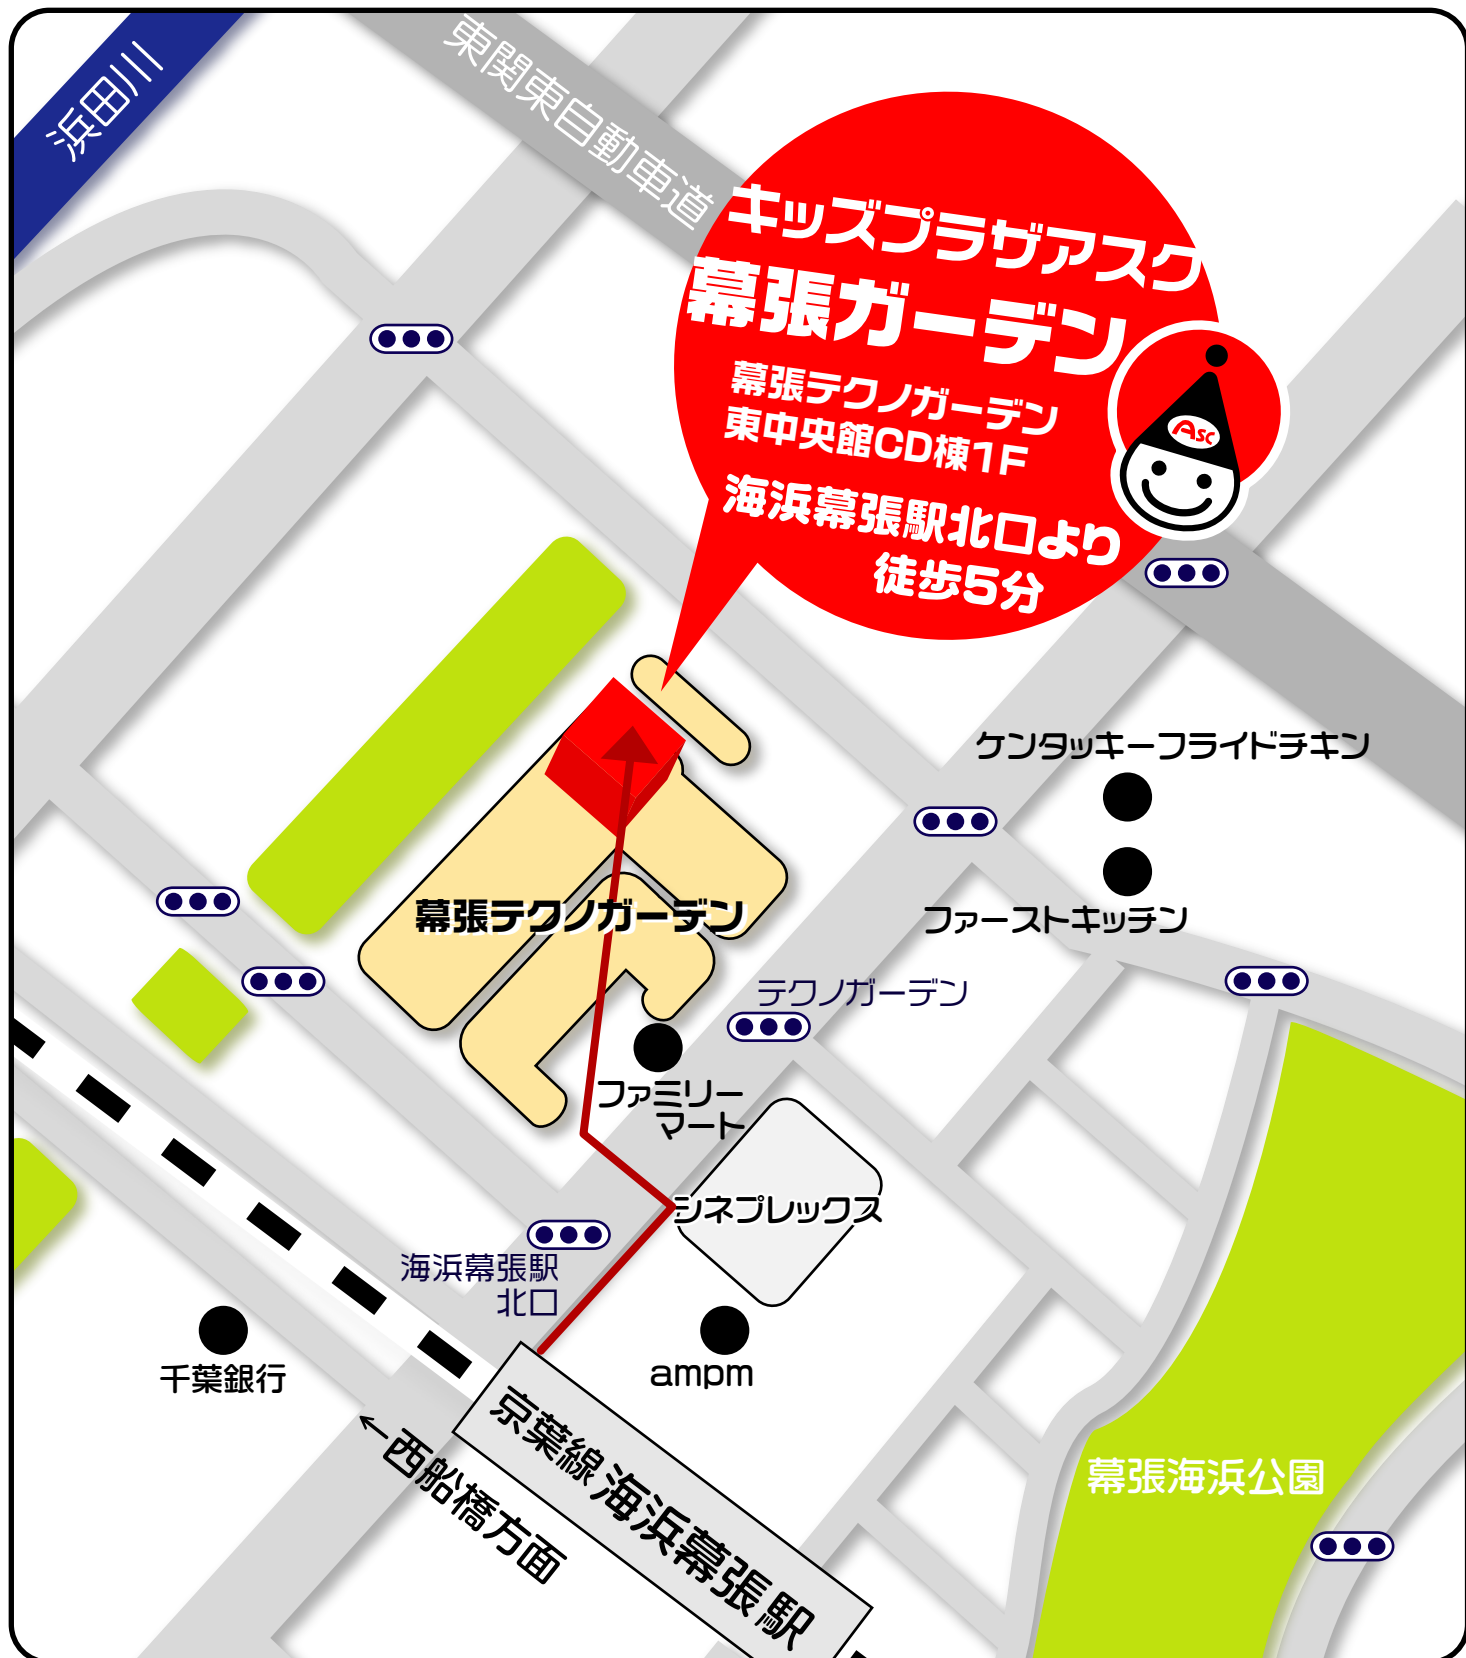 浜田川
東関東自動車道
キッズプラザアスク
幕張ガーデン
幕張テクノガーデン
東中央館CD棟1F
海浜幕張駅北口より
徒歩5分
ASC
ケンタッキーフライドチキン
ファーストキッチン
幕張テクノガーデン
テクノガーデン
ファミリー
マート
シネプレックス
海浜幕張駅
北口
千葉銀行
ampm
←西船橋方面
京葉線海浜幕張駅
幕張海浜公園